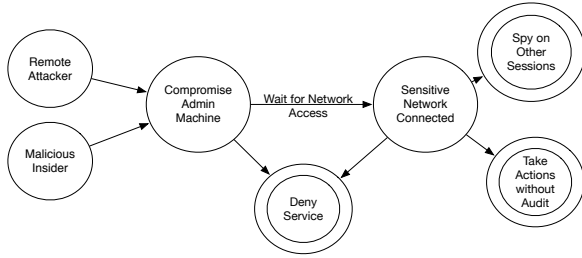 Remote
Attacker
Malicious
Insider
Compromise
Admin
Machine
Wait for Network
Access
Sensitive
Network
Connected
Deny
Service
Spy on
Other
Sessions
Take
Actions
without
Audit